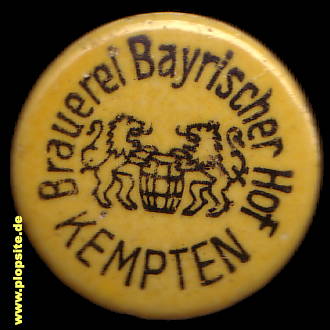 Brauerei Bayrischer Hof
KEMPTEN
www.plopsite.de